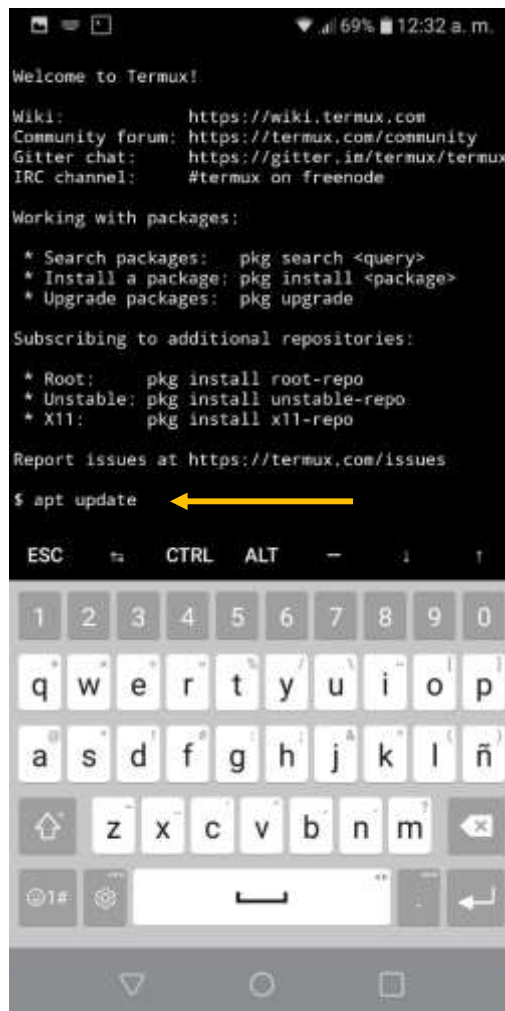 69% 12:32 a. m.
Welcome to Termux!
Wiki: https://wiki.termux.com
Community forum: https://termux.com/community
Gitter chat: https://gitter.im/termux/termux
IRC channel: #termux on freenode
Working with packages:
* Search packages: pkg search <query>
* Install a package: pkg install <package>
* Upgrade packages: pkg upgrade
Subscribing to additional repositories:
* Root: pkg install root-repo
* Unstable: pkg install unstable-repo
* X11: pkg install x11-repo
Report issues at https://termux.com/issues
$ apt update
ESC ⇆ CTRL ALT — ↓ ↑
1 2 3 4 5 6 7 8 9 0
q w e r t y u i o p
a s d f g h j k l ñ
z x c v b n m
1# .